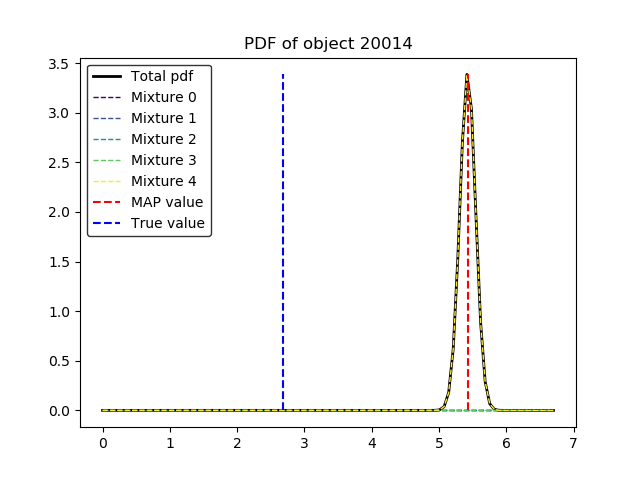 PDF of object 20014
3.5
3.0
2.5
2.0
1.5
1.0
0.5
0.0
Total pdf
Mixture 0
Mixture 1
Mixture 2
Mixture 3
Mixture 4
MAP value
True value
0 1 2 3 4 5 6 7